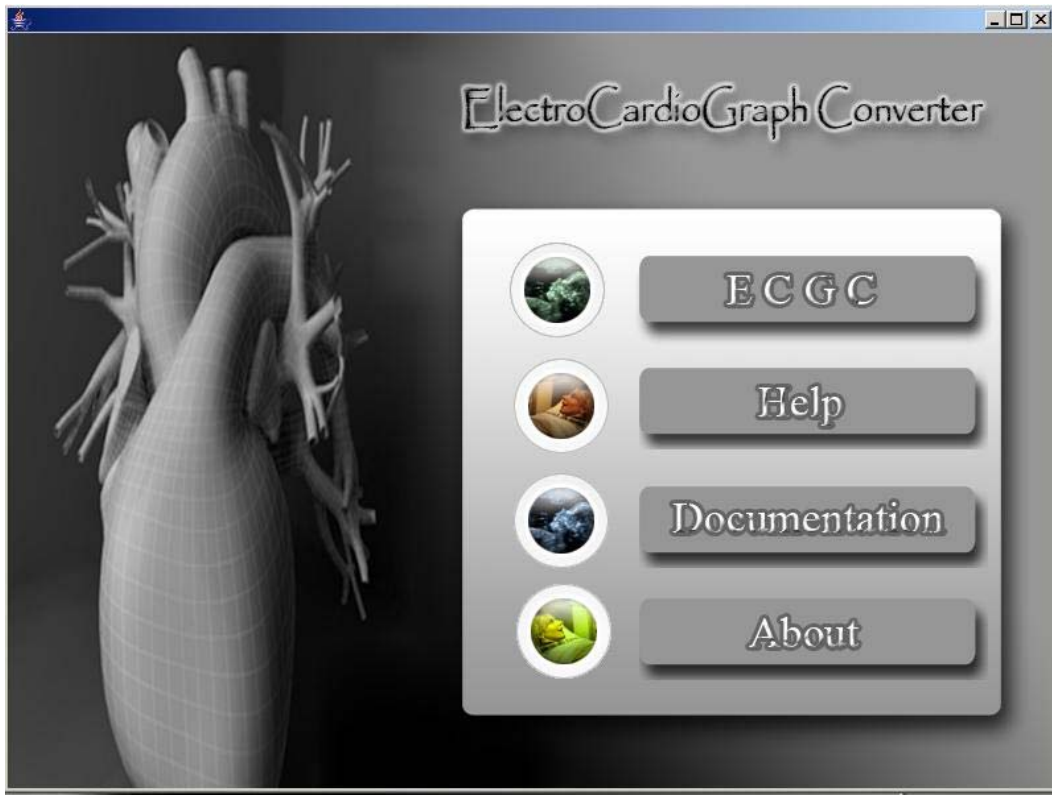 ElectroCardioGraph Converter
E C G C
Help
Documentation
About